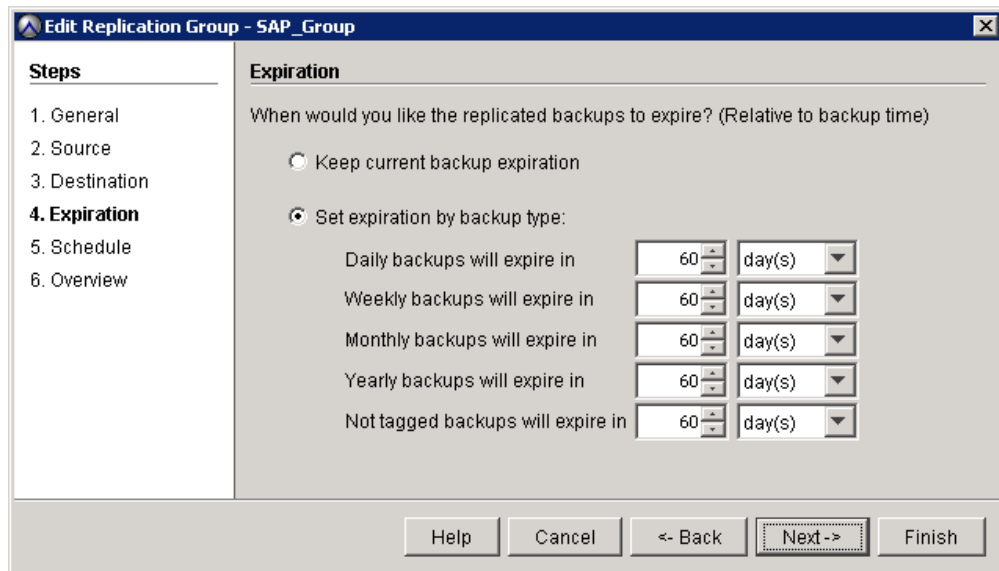 Edit Replication Group - SAP_Group
Steps
1. General
2. Source
3. Destination
4. Expiration
5. Schedule
6. Overview
Expiration
When would you like the replicated backups to expire? (Relative to backup time)
Keep current backup expiration
Set expiration by backup type:
Daily backups will expire in 60 day(s)
Weekly backups will expire in 60 day(s)
Monthly backups will expire in 60 day(s)
Yearly backups will expire in 60 day(s)
Not tagged backups will expire in 60 day(s)
Help Cancel <- Back Next -> Finish